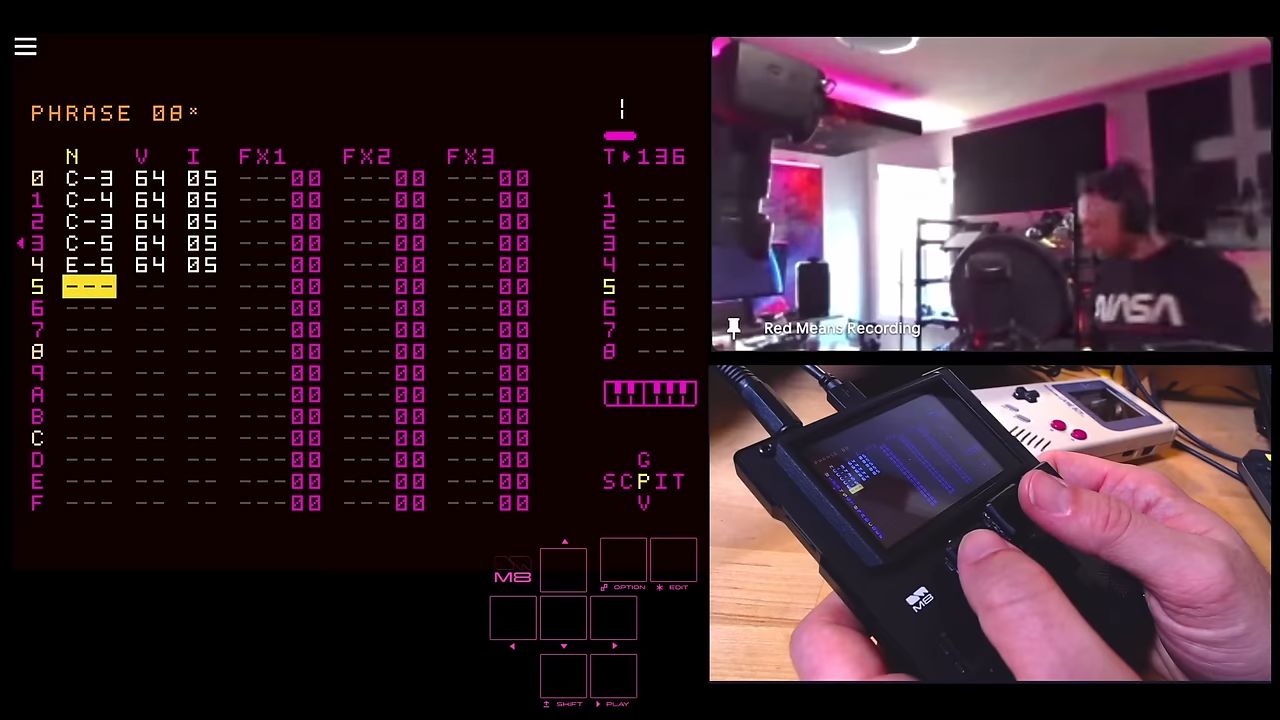 PHRASE 08*
N V I FX1 FX2 FX3 T▸136
0 C-3 64 05 ---00 ---00 ---00
1 C-4 64 05 ---00 ---00 ---00 1 ---
2 C-3 64 05 ---00 ---00 ---00 2 ---
3 C-5 64 05 ---00 ---00 ---00 3 ---
4 E-5 64 05 ---00 ---00 ---00 4 ---
5 --- -- -- ---00 ---00 ---00 5 ---
6 --- -- -- ---00 ---00 ---00 6 ---
7 --- -- -- ---00 ---00 ---00 7 ---
8 --- -- -- ---00 ---00 ---00 8 ---
9 --- -- -- ---00 ---00 ---00
A --- -- -- ---00 ---00 ---00
B --- -- -- ---00 ---00 ---00
C --- -- -- ---00 ---00 ---00
D --- -- -- ---00 ---00 ---00
E --- -- -- ---00 ---00 ---00
F --- -- -- ---00 ---00 ---00
G
SCPIT
V
M8
OPTION EDIT
SHIFT PLAY
NASA
Red Means Recording
M8